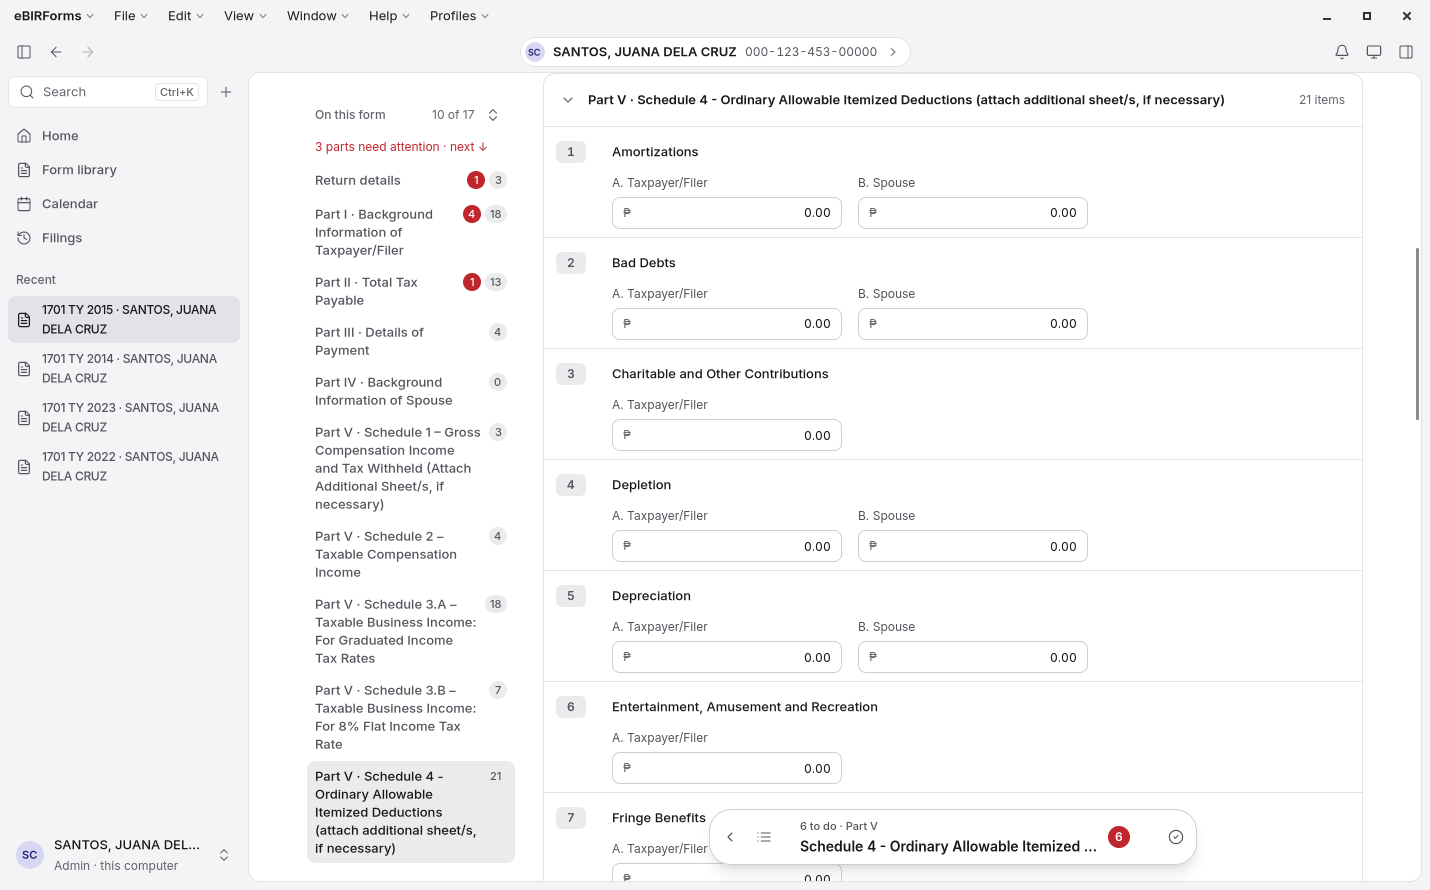 eBIRForms File Edit View Window Help Profiles
SC SANTOS, JUANA DELA CRUZ 000-123-453-00000
Search Ctrl+K
Home
Form library
Calendar
Filings
Recent
1701 TY 2015 · SANTOS, JUANA
DELA CRUZ
1701 TY 2014 · SANTOS, JUANA
DELA CRUZ
1701 TY 2023 · SANTOS, JUANA
DELA CRUZ
1701 TY 2022 · SANTOS, JUANA
DELA CRUZ
SC SANTOS, JUANA DEL...
Admin · this computer
On this form 10 of 17
3 parts need attention · next ↓
Return details 1 3
Part I · Background 4 18
Information of
Taxpayer/Filer
Part II · Total Tax 1 13
Payable
Part III · Details of 4
Payment
Part IV · Background 0
Information of Spouse
Part V · Schedule 1 – Gross 3
Compensation Income
and Tax Withheld (Attach
Additional Sheet/s, if
necessary)
Part V · Schedule 2 – 4
Taxable Compensation
Income
Part V · Schedule 3.A – 18
Taxable Business Income:
For Graduated Income
Tax Rates
Part V · Schedule 3.B – 7
Taxable Business Income:
For 8% Flat Income Tax
Rate
Part V · Schedule 4 - 21
Ordinary Allowable
Itemized Deductions
(attach additional sheet/s,
if necessary)
Part V · Schedule 4 - Ordinary Allowable Itemized Deductions (attach additional sheet/s, if necessary) 21 items
1 Amortizations
A. Taxpayer/Filer B. Spouse
₱ 0.00 ₱ 0.00
2 Bad Debts
A. Taxpayer/Filer B. Spouse
₱ 0.00 ₱ 0.00
3 Charitable and Other Contributions
A. Taxpayer/Filer
₱ 0.00
4 Depletion
A. Taxpayer/Filer B. Spouse
₱ 0.00 ₱ 0.00
5 Depreciation
A. Taxpayer/Filer B. Spouse
₱ 0.00 ₱ 0.00
6 Entertainment, Amusement and Recreation
A. Taxpayer/Filer
₱ 0.00
7 Fringe Benefits
A. Taxpayer/Filer
₱ 0.00
6 to do · Part V
Schedule 4 - Ordinary Allowable Itemized ... 6